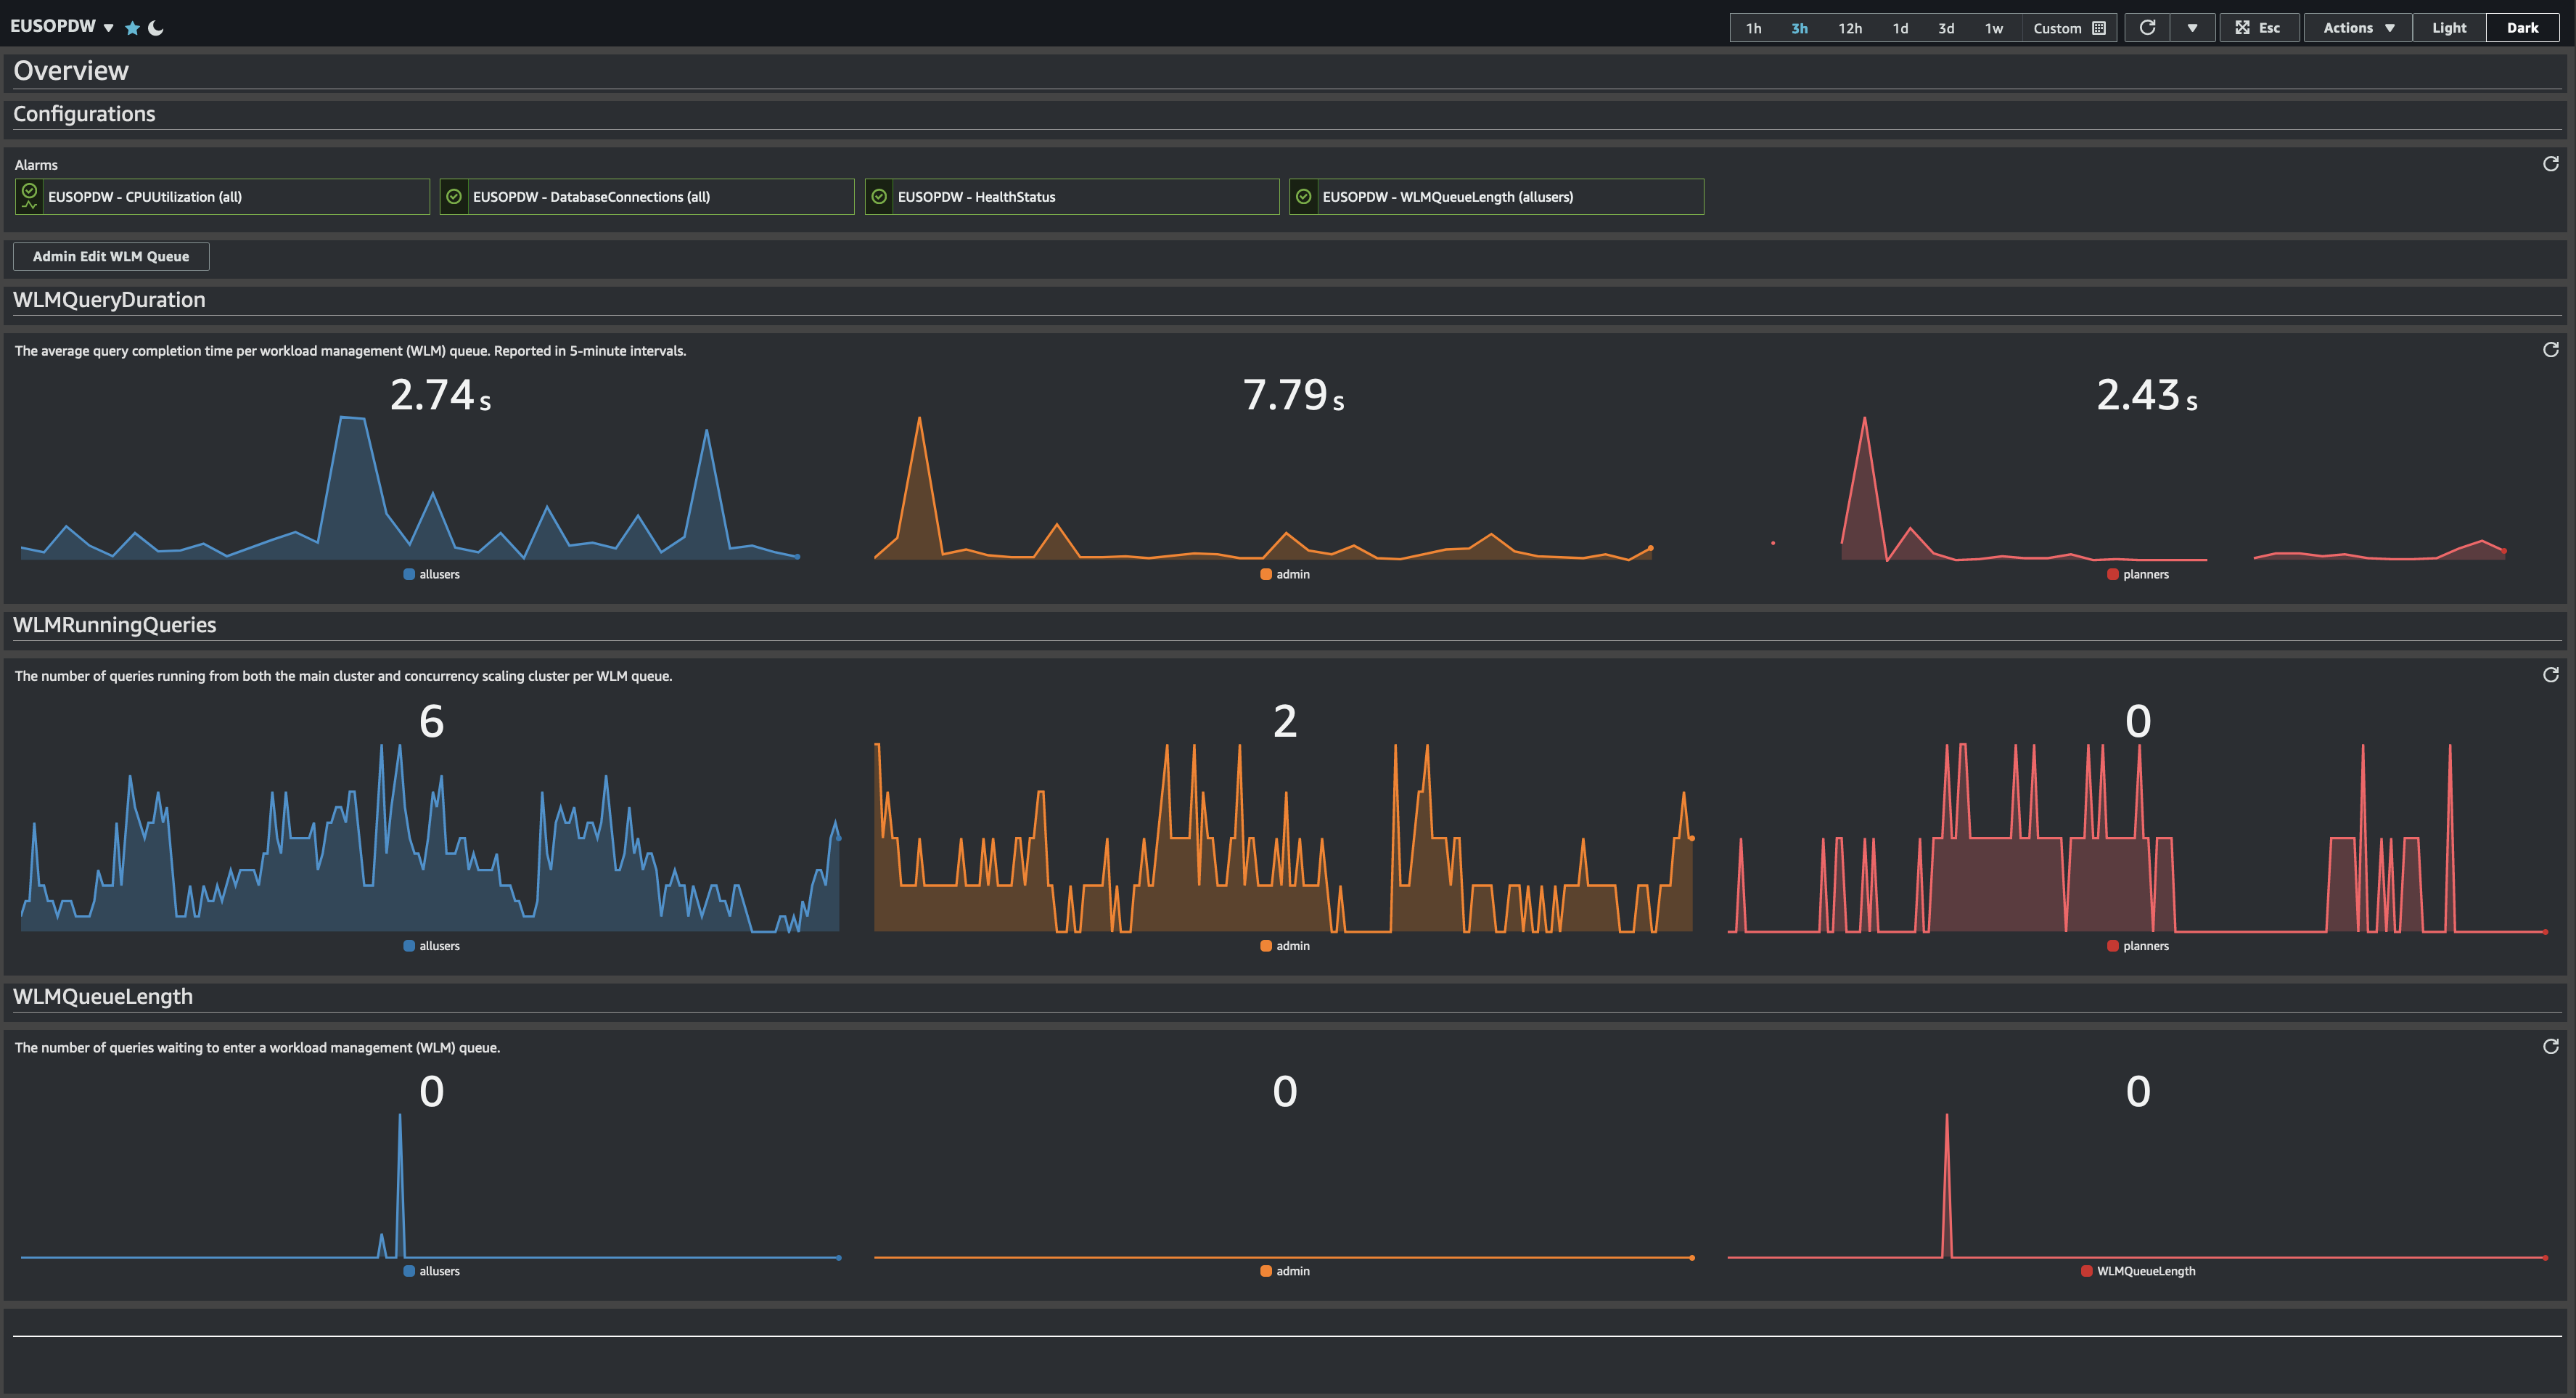 EUSOPDW
1h 3h 12h 1d 3d 1w Custom Esc Actions Light Dark
Overview
Configurations
Alarms
EUSOPDW - CPUUtilization (all) EUSOPDW - DatabaseConnections (all) EUSOPDW - HealthStatus EUSOPDW - WLMQueueLength (allusers)
Admin Edit WLM Queue
WLMQueryDuration
The average query completion time per workload management (WLM) queue. Reported in 5-minute intervals.
2.74 s 7.79 s 2.43 s
allusers admin planners
WLMRunningQueries
The number of queries running from both the main cluster and concurrency scaling cluster per WLM queue.
6 2 0
allusers admin planners
WLMQueueLength
The number of queries waiting to enter a workload management (WLM) queue.
0 0 0
allusers admin WLMQueueLength